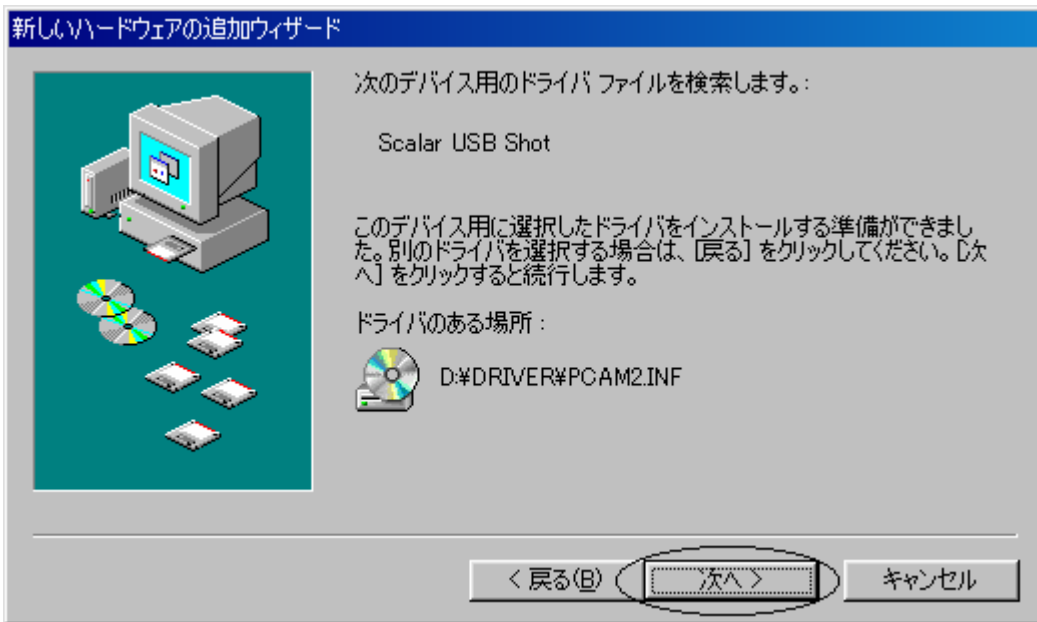 新しいハードウェアの追加ウィザード
次のデバイス用のドライバ ファイルを検索します。:
Scalar USB Shot
このデバイス用に選択したドライバをインストールする準備ができまし
た。別のドライバを選択する場合は、[戻る] をクリックしてください。[次
へ] をクリックすると続行します。
ドライバのある場所 :
D:¥DRIVER¥PCAM2.INF
< 戻る(B)
次へ >
キャンセル